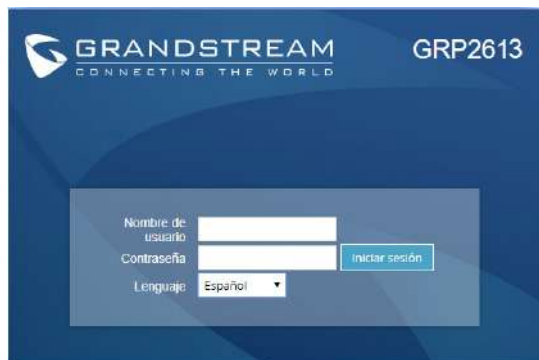 GRANDSTREAM
CONNECTING THE WORLD
GRP2613
Nombre de
usuario
Contraseña
Iniciar sesión
Lenguaje
Español